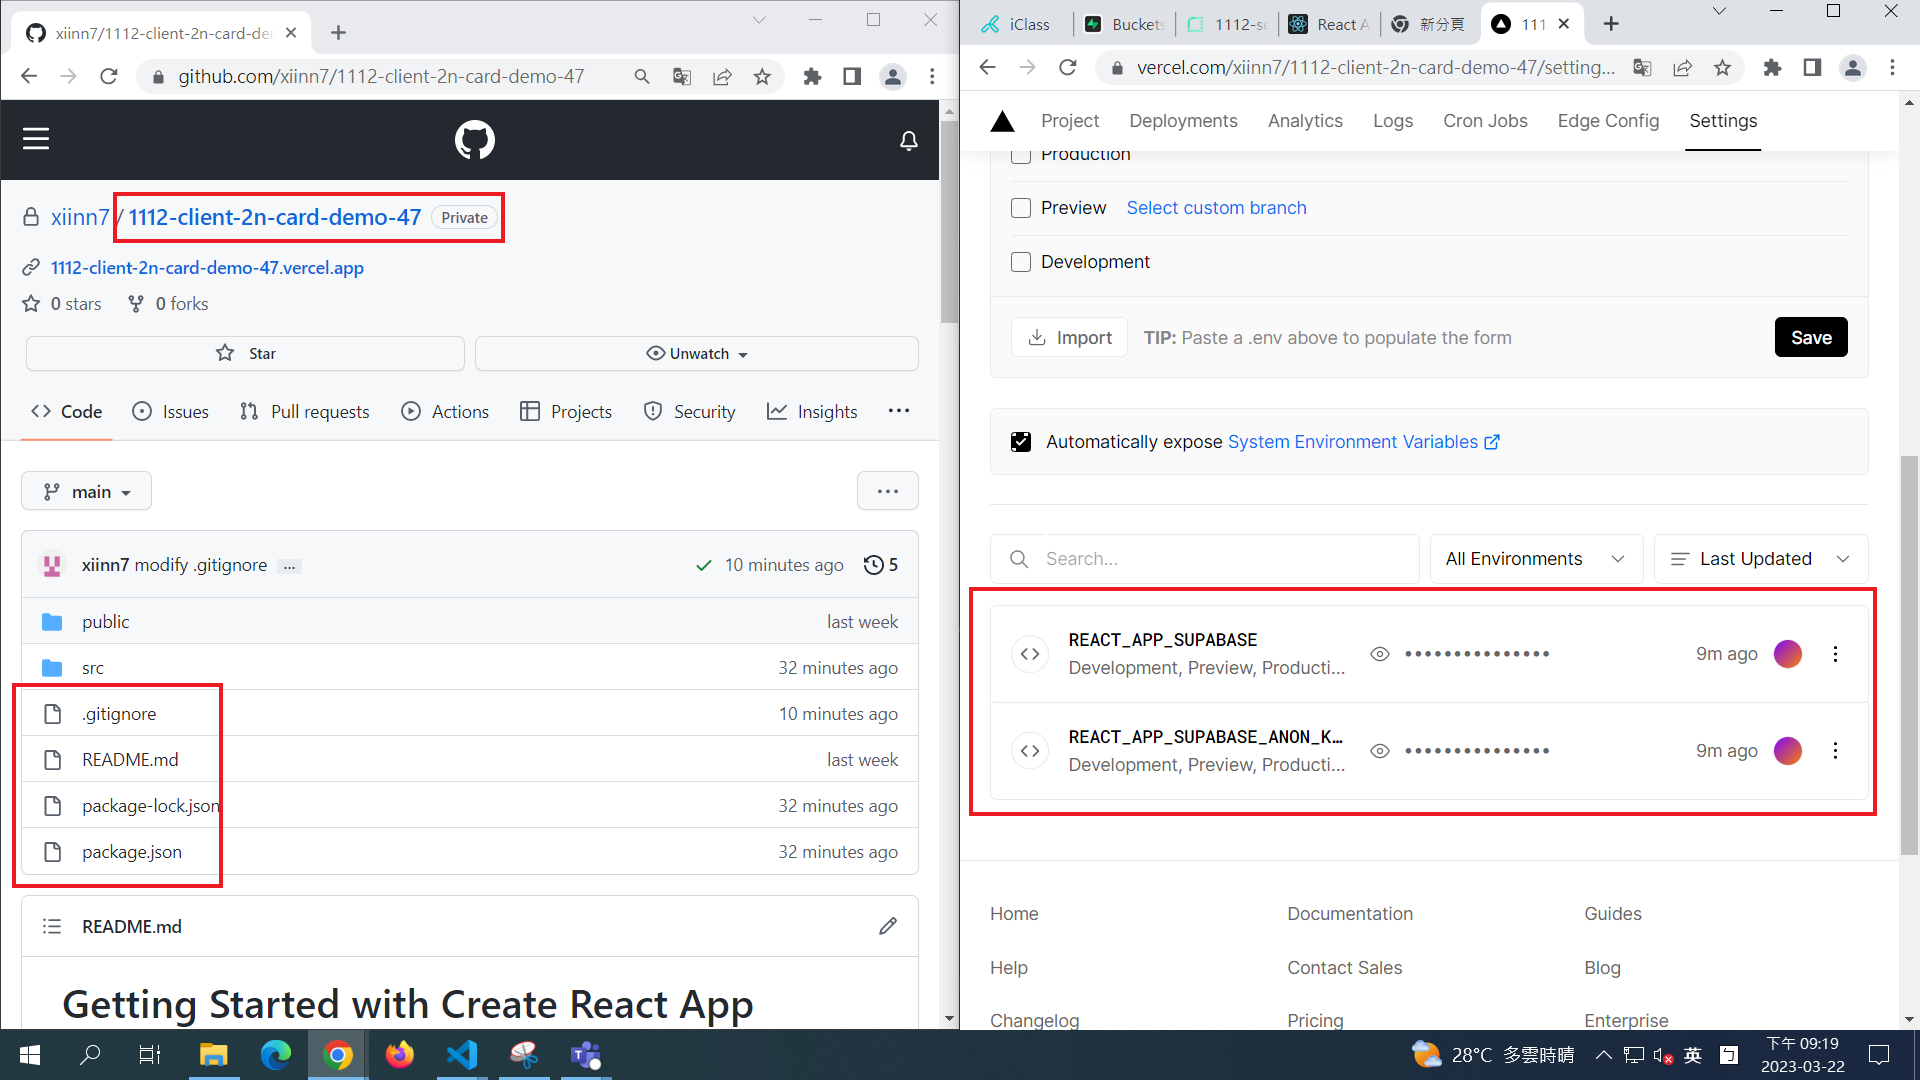 xiinn7/1112-client-2n-card-de
github.com/xiinn7/1112-client-2n-card-demo-47
xiinn7 / 1112-client-2n-card-demo-47 Private
1112-client-2n-card-demo-47.vercel.app
0 stars 0 forks
Star
Unwatch
Code
Issues
Pull requests
Actions
Projects
Security
Insights
main
xiinn7 modify .gitignore ...
10 minutes ago
5
public
last week
src
32 minutes ago
.gitignore
10 minutes ago
README.md
last week
package-lock.json
32 minutes ago
package.json
32 minutes ago
README.md
Getting Started with Create React App
iClass
Buckets
1112-s
React A
新分頁
111
vercel.com/xiinn7/1112-client-2n-card-demo-47/setting...
Project
Deployments
Analytics
Logs
Cron Jobs
Edge Config
Settings
Production
Preview Select custom branch
Development
Import
TIP: Paste a .env above to populate the form
Save
Automatically expose System Environment Variables
Search...
All Environments
Last Updated
REACT_APP_SUPABASE
Development, Preview, Producti...
9m ago
REACT_APP_SUPABASE_ANON_K...
Development, Preview, Producti...
9m ago
Home
Documentation
Guides
Help
Contact Sales
Blog
Changelog
Pricing
Enterprise
28°C 多雲時晴
英
下午 09:19
2023-03-22